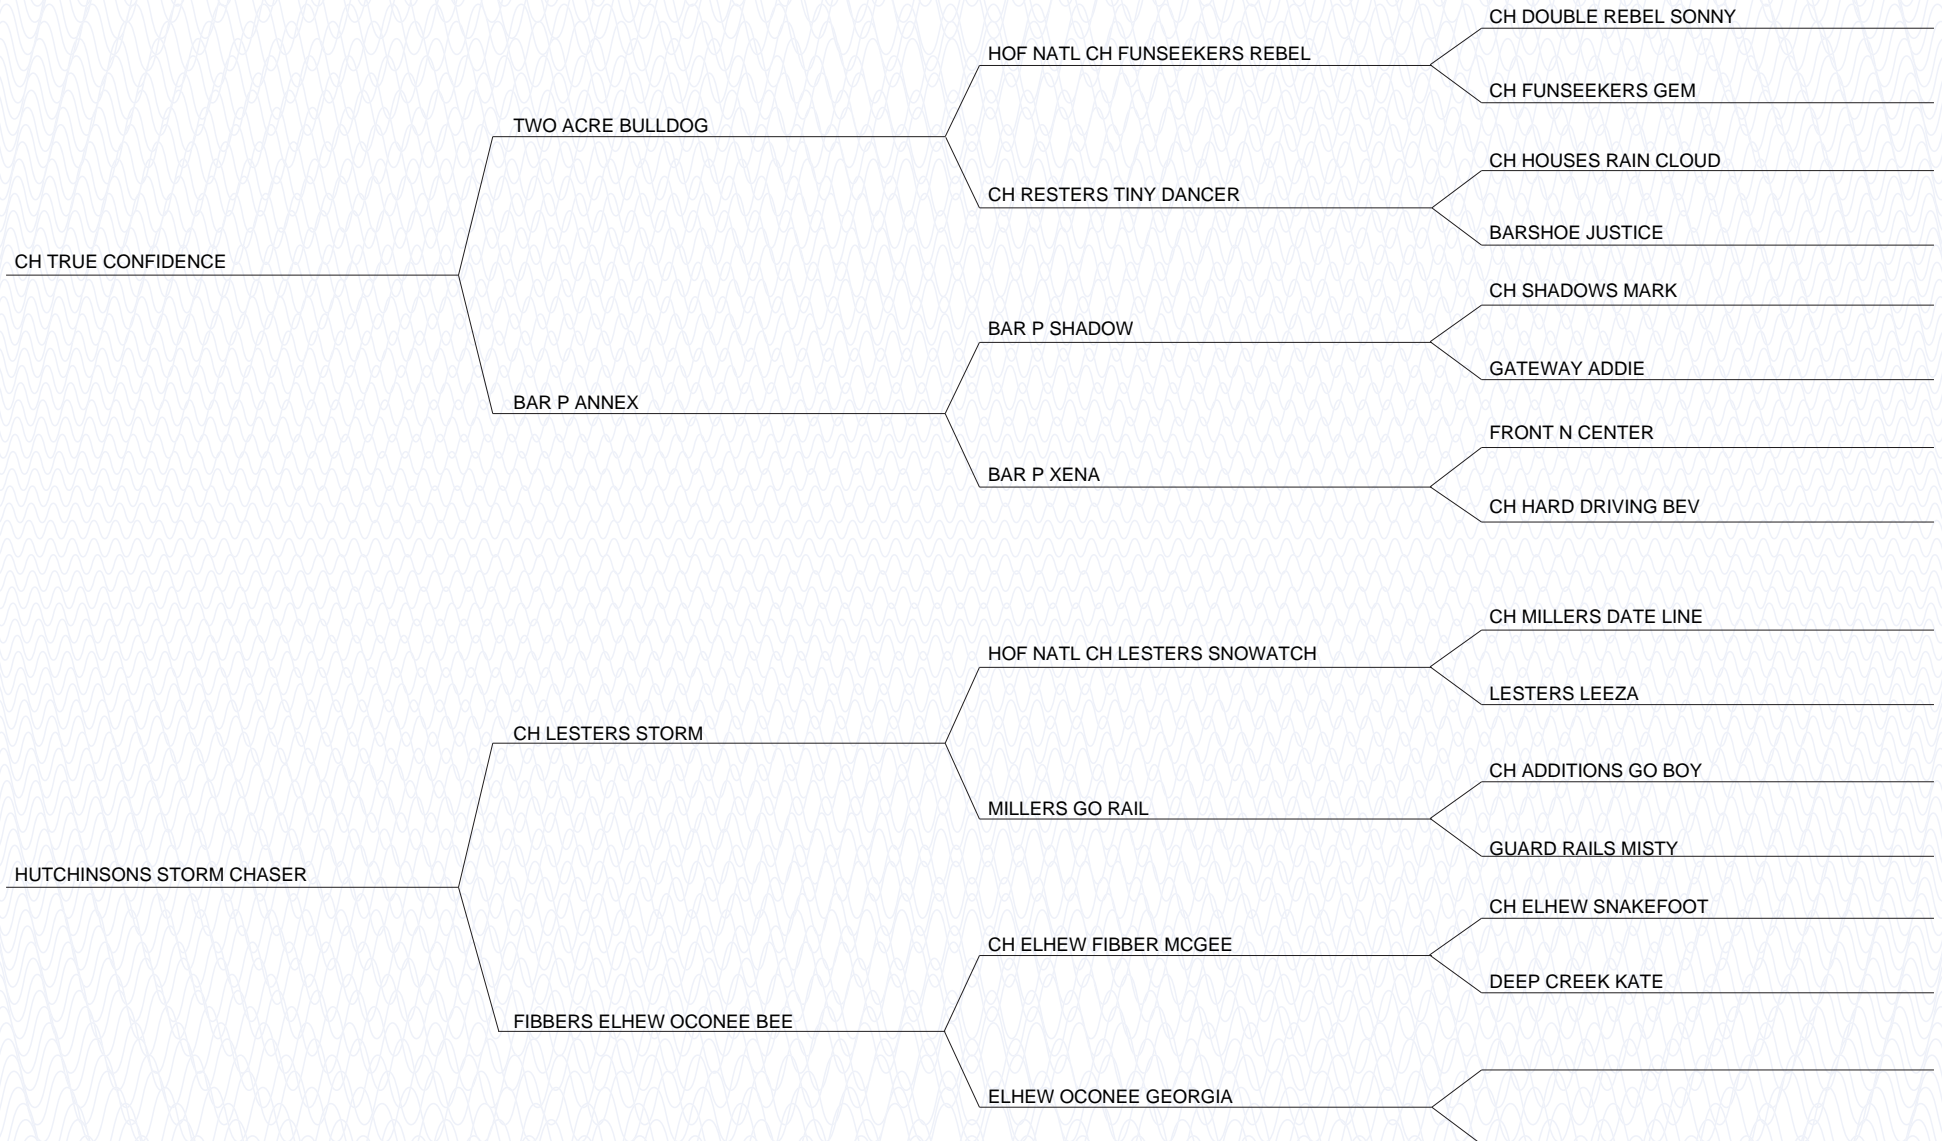 CH DOUBLE REBEL SONNY
HOF NATL CH FUNSEEKERS REBEL
CH FUNSEEKERS GEM
TWO ACRE BULLDOG
CH HOUSES RAIN CLOUD
CH RESTERS TINY DANCER
BARSHOE JUSTICE
CH TRUE CONFIDENCE
CH SHADOWS MARK
BAR P SHADOW
GATEWAY ADDIE
BAR P ANNEX
FRONT N CENTER
BAR P XENA
CH HARD DRIVING BEV
CH MILLERS DATE LINE
HOF NATL CH LESTERS SNOWATCH
LESTERS LEEZA
CH LESTERS STORM
CH ADDITIONS GO BOY
MILLERS GO RAIL
GUARD RAILS MISTY
HUTCHINSONS STORM CHASER
CH ELHEW SNAKEFOOT
CH ELHEW FIBBER MCGEE
DEEP CREEK KATE
FIBBERS ELHEW OCONEE BEE
ELHEW OCONEE GEORGIA